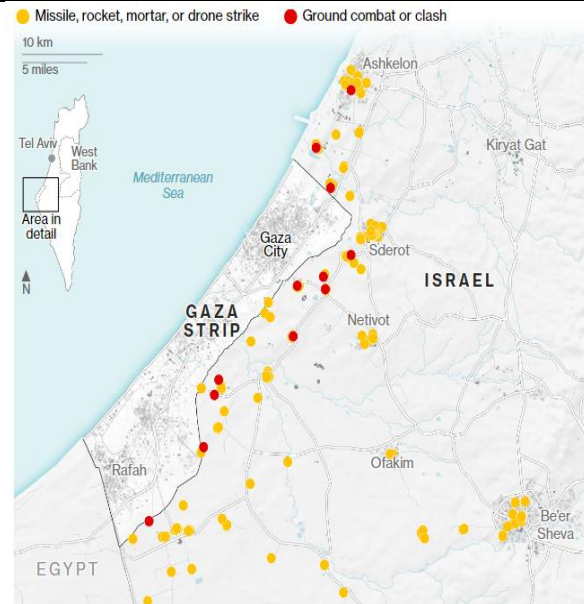 Missile, rocket, mortar, or drone strike
Ground combat or clash
10 km
5 miles
Ashkelon
Tel Aviv
West
Bank
Kiryat Gat
Mediterranean
Sea
Area in
detail
Gaza
City
Sderot
N
ISRAEL
GAZA
STRIP
Netivot
Rafah
Ofakim
Be'er
Sheva
EGYPT